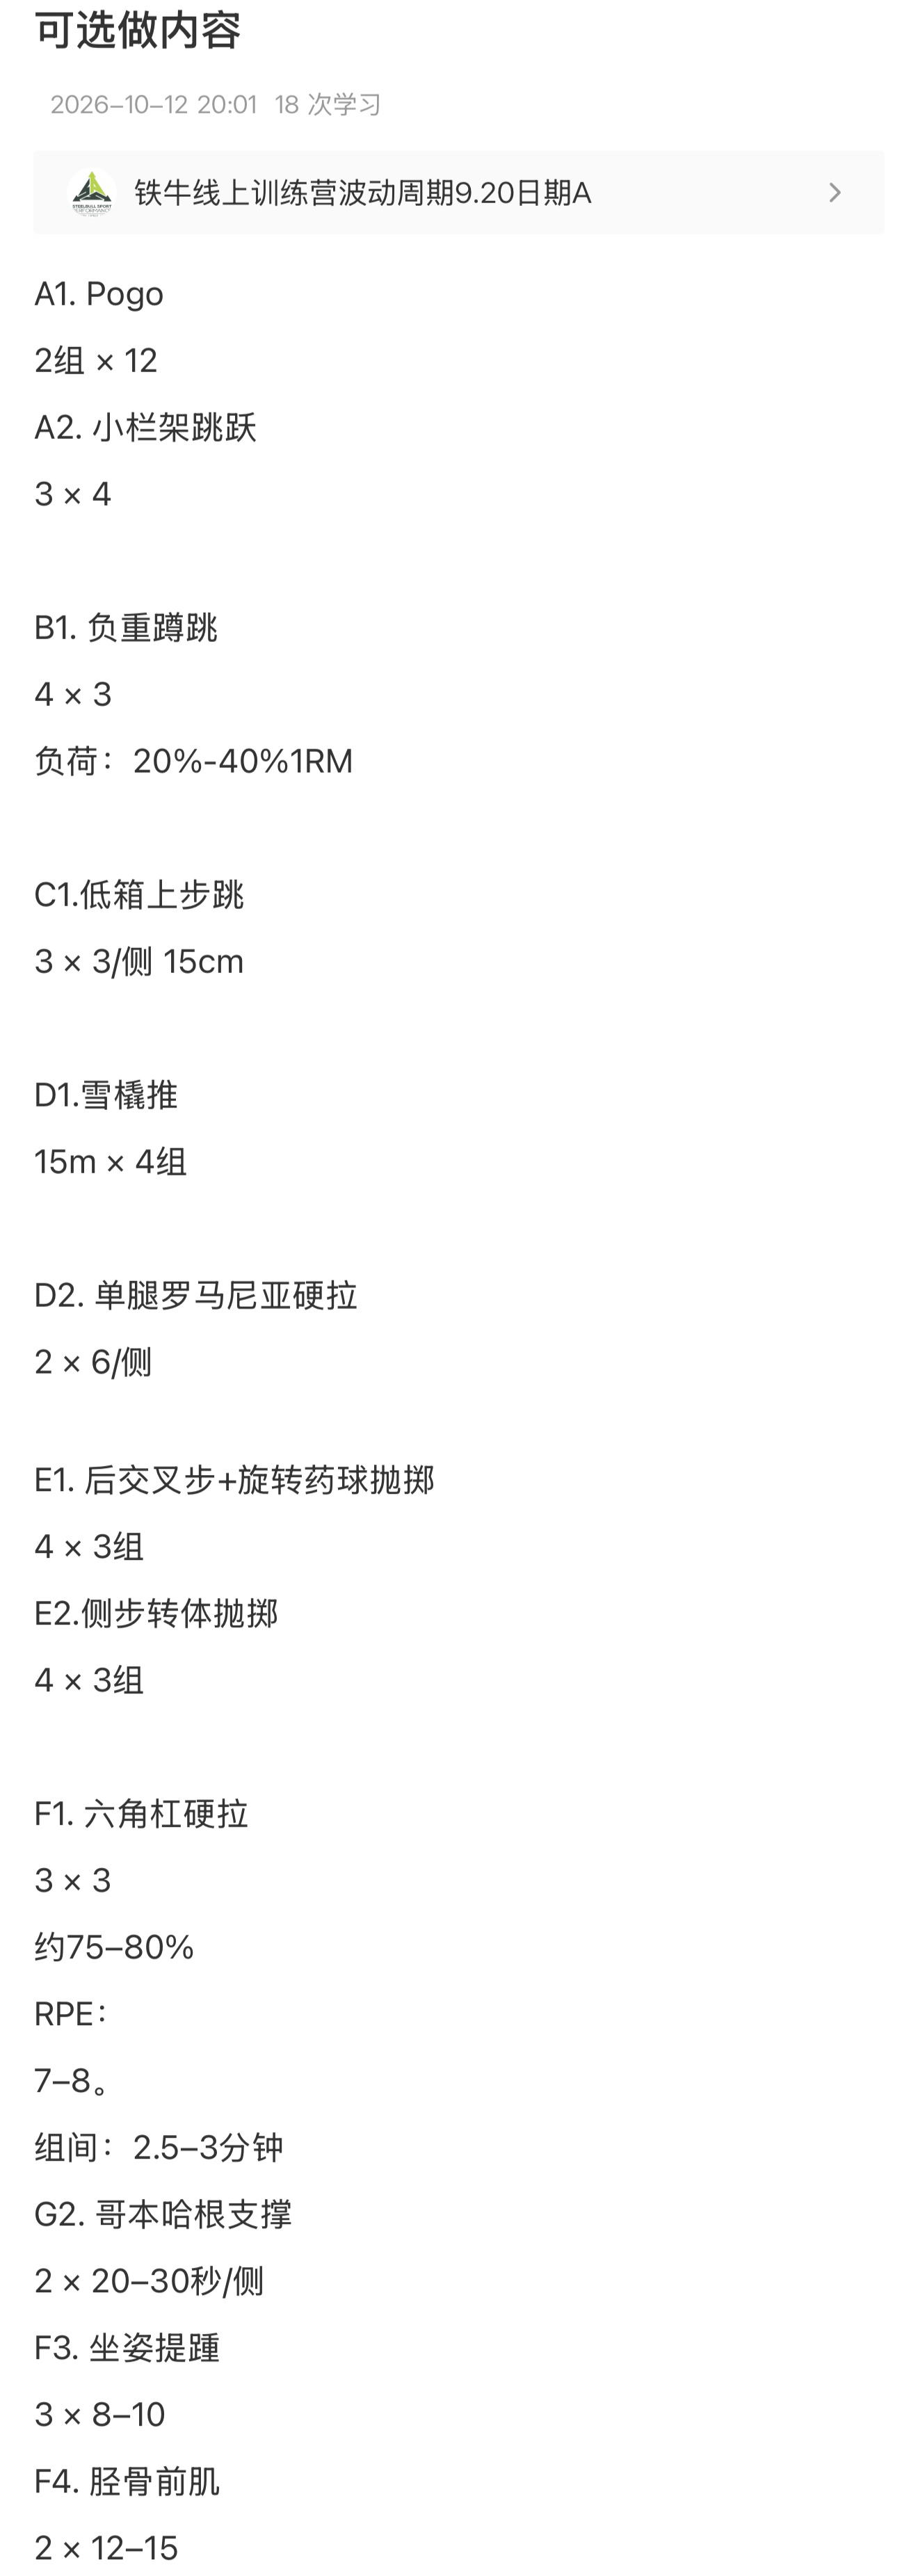 可选做内容
2026-10-12 20:01 18 次学习
铁牛线上训练营波动周期9.20日期A
A1. Pogo
2组 × 12
A2. 小栏架跳跃
3 × 4
B1. 负重蹲跳
4 × 3
负荷：20%-40%1RM
C1.低箱上步跳
3 × 3/侧 15cm
D1.雪橇推
15m × 4组
D2. 单腿罗马尼亚硬拉
2 × 6/侧
E1. 后交叉步+旋转药球抛掷
4 × 3组
E2.侧步转体抛掷
4 × 3组
F1. 六角杠硬拉
3 × 3
约75–80%
RPE：
7–8。
组间：2.5–3分钟
G2. 哥本哈根支撑
2 × 20–30秒/侧
F3. 坐姿提踵
3 × 8–10
F4. 胫骨前肌
2 × 12–15